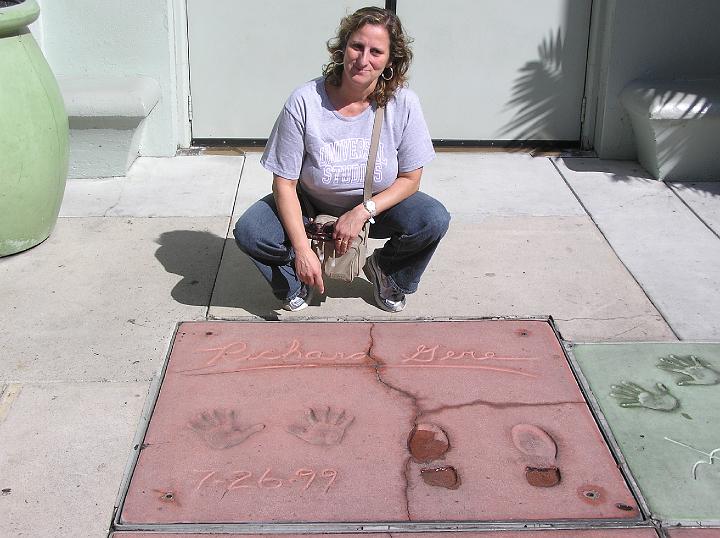 UNIVERSAL
STUDIOS
Richard Gere
7-26-99